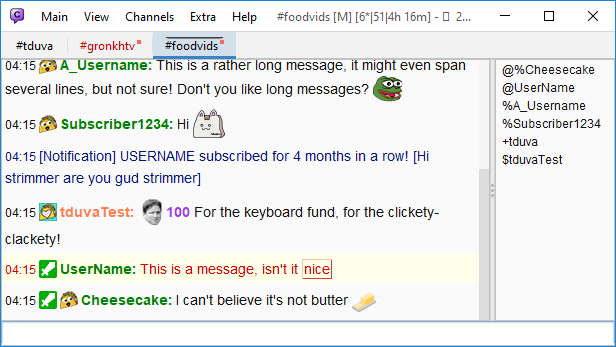 Main View Channels Extra Help #foodvids [M] [6*|51|4h 16m] - 2...
#tduva #gronkhtv* #foodvids*
04:15 A_Username: This is a rather long message, it might even span
several lines, but not sure! Don't you like long messages?
04:15 Subscriber1234: Hi
04:15 [Notification] USERNAME subscribed for 4 months in a row! [Hi
strimmer are you gud strimmer]
04:15 tduvaTest: 100 For the keyboard fund, for the clickety-
clackety!
04:15 UserName: This is a message, isn't it nice
04:15 Cheesecake: I can't believe it's not butter
@%Cheesecake
@UserName
%A_Username
%Subscriber1234
+tduva
$tduvaTest